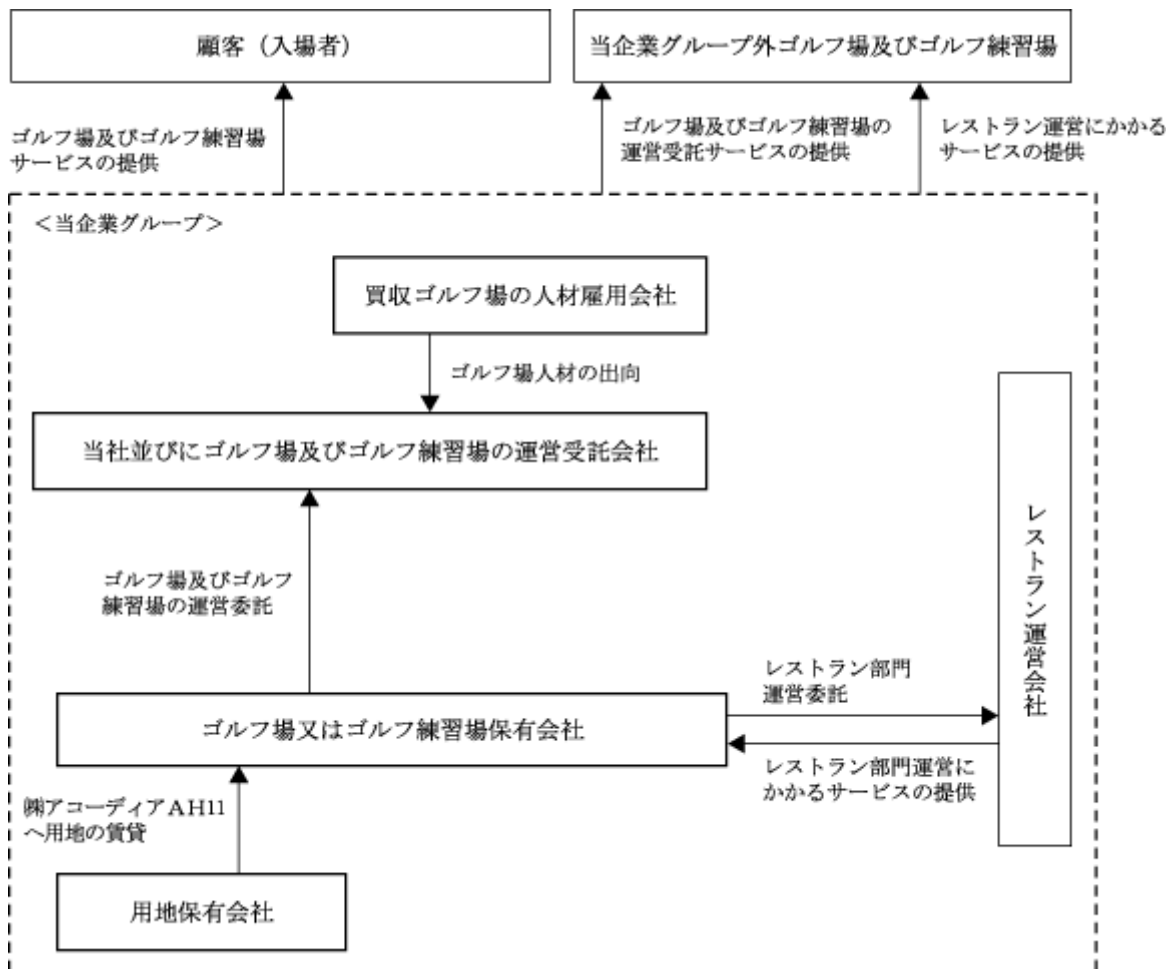 顧客（入場者）
当企業グループ外ゴルフ場及びゴルフ練習場
ゴルフ場及びゴルフ練習場
サービスの提供
ゴルフ場及びゴルフ練習場の
運営受託サービスの提供
レストラン運営にかかる
サービスの提供
＜当企業グループ＞
買収ゴルフ場の人材雇用会社
ゴルフ場人材の出向
当社並びにゴルフ場及びゴルフ練習場の運営受託会社
レストラン運営会社
ゴルフ場及びゴルフ
練習場の運営委託
レストラン部門
運営委託
ゴルフ場又はゴルフ練習場保有会社
レストラン部門運営に
かかるサービスの提供
㈱アコーディアＡＨ11
へ用地の賃貸
用地保有会社